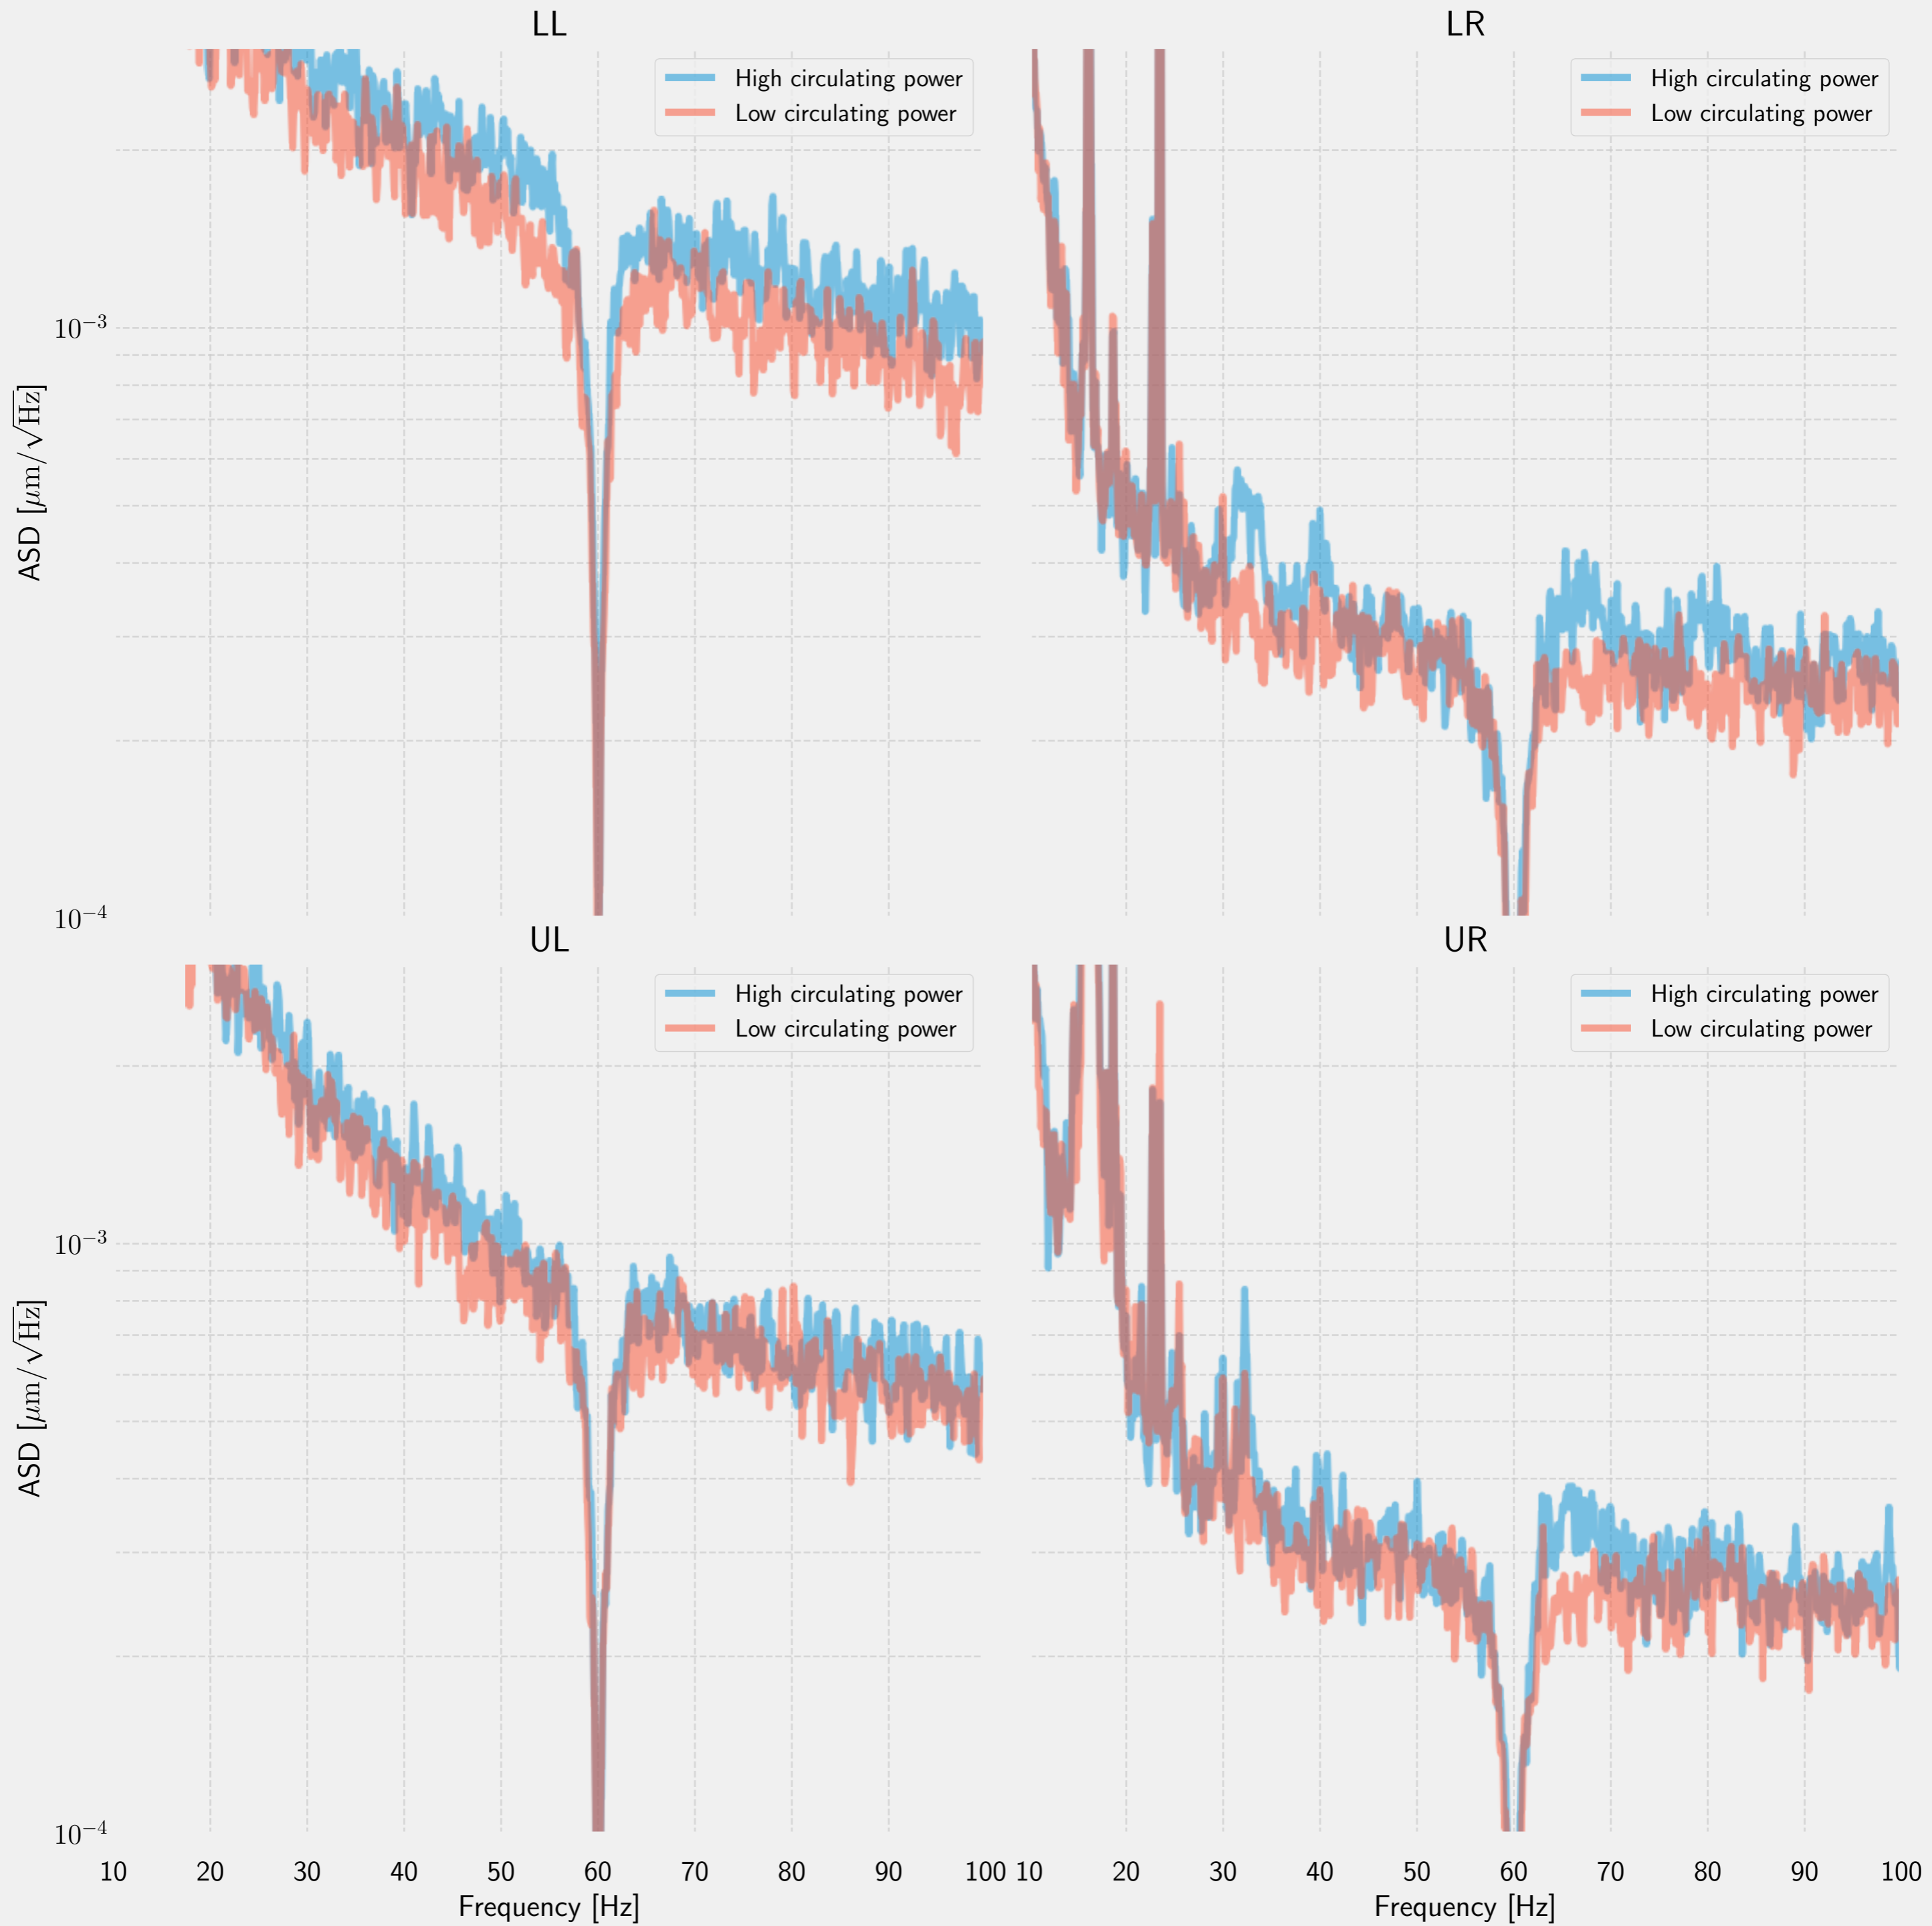 LL
LR
High circulating power
Low circulating power
High circulating power
Low circulating power
10⁻³
ASD [μm/√Hz]
10⁻⁴
UL
UR
High circulating power
Low circulating power
High circulating power
Low circulating power
10⁻³
ASD [μm/√Hz]
10⁻⁴
10 20 30 40 50 60 70 80 90 100 10 20 30 40 50 60 70 80 90 100
Frequency [Hz]
Frequency [Hz]